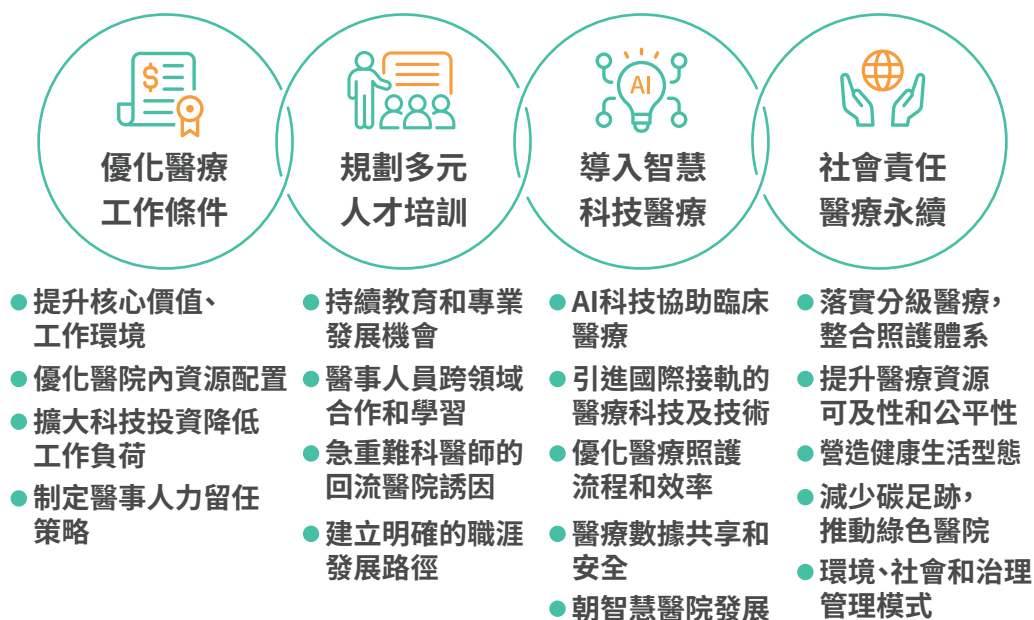 $
優化醫療
工作條件
提升核心價值、
工作環境
優化醫院內資源配置
擴大科技投資降低
工作負荷
制定醫事人力留任
策略
規劃多元
人才培訓
持續教育和專業
發展機會
醫事人員跨領域
合作和學習
急重難科醫師的
回流醫院誘因
建立明確的職涯
發展路徑
AI
導入智慧
科技醫療
AI科技協助臨床
醫療
引進國際接軌的
醫療科技及技術
優化醫療照護
流程和效率
醫療數據共享和
安全
朝智慧醫院發展
社會責任
醫療永續
落實分級醫療，
整合照護體系
提升醫療資源
可及性和公平性
營造健康生活型態
減少碳足跡，
推動綠色醫院
環境、社會和治理
管理模式